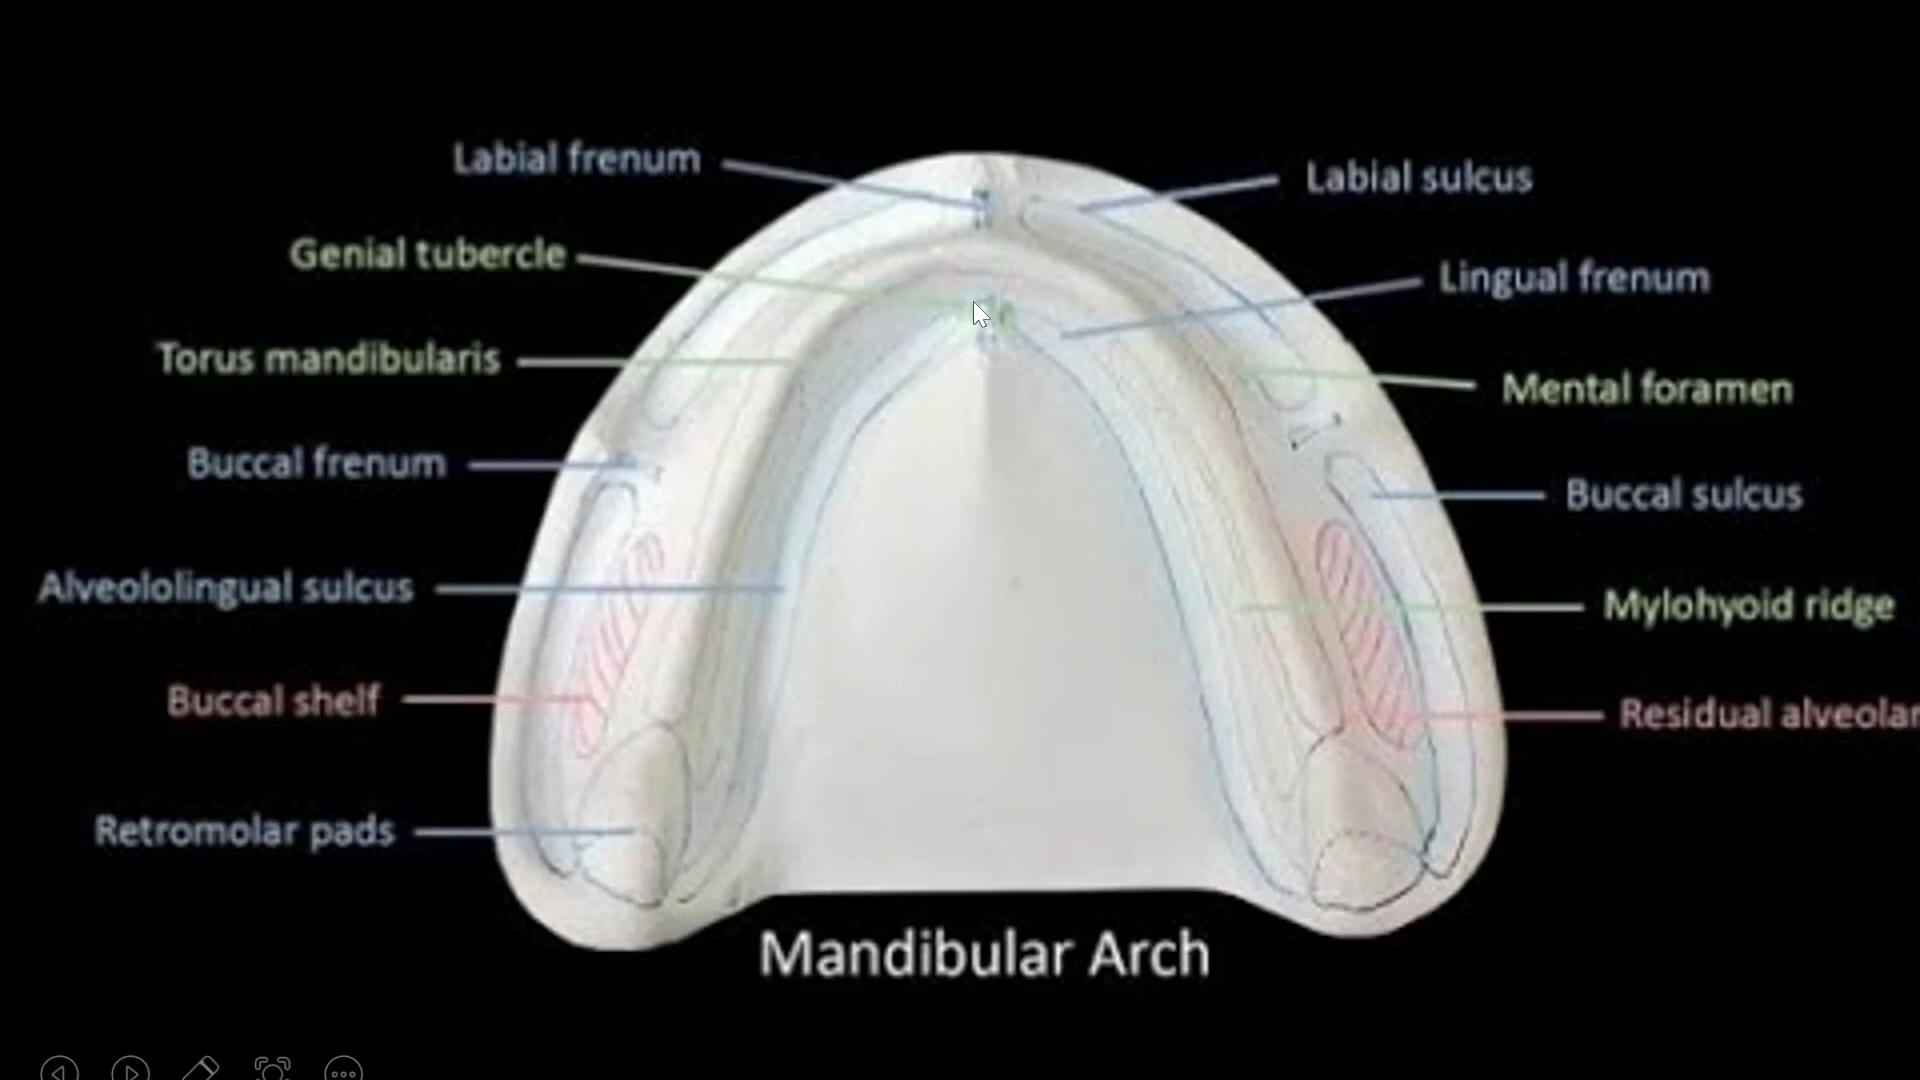 Labial frenum
Labial sulcus
Genial tubercle
Lingual frenum
Torus mandibularis
Mental foramen
Buccal frenum
Buccal sulcus
Alveololingual sulcus
Mylohyoid ridge
Buccal shelf
Residual alveolar
Retromolar pads
Mandibular Arch